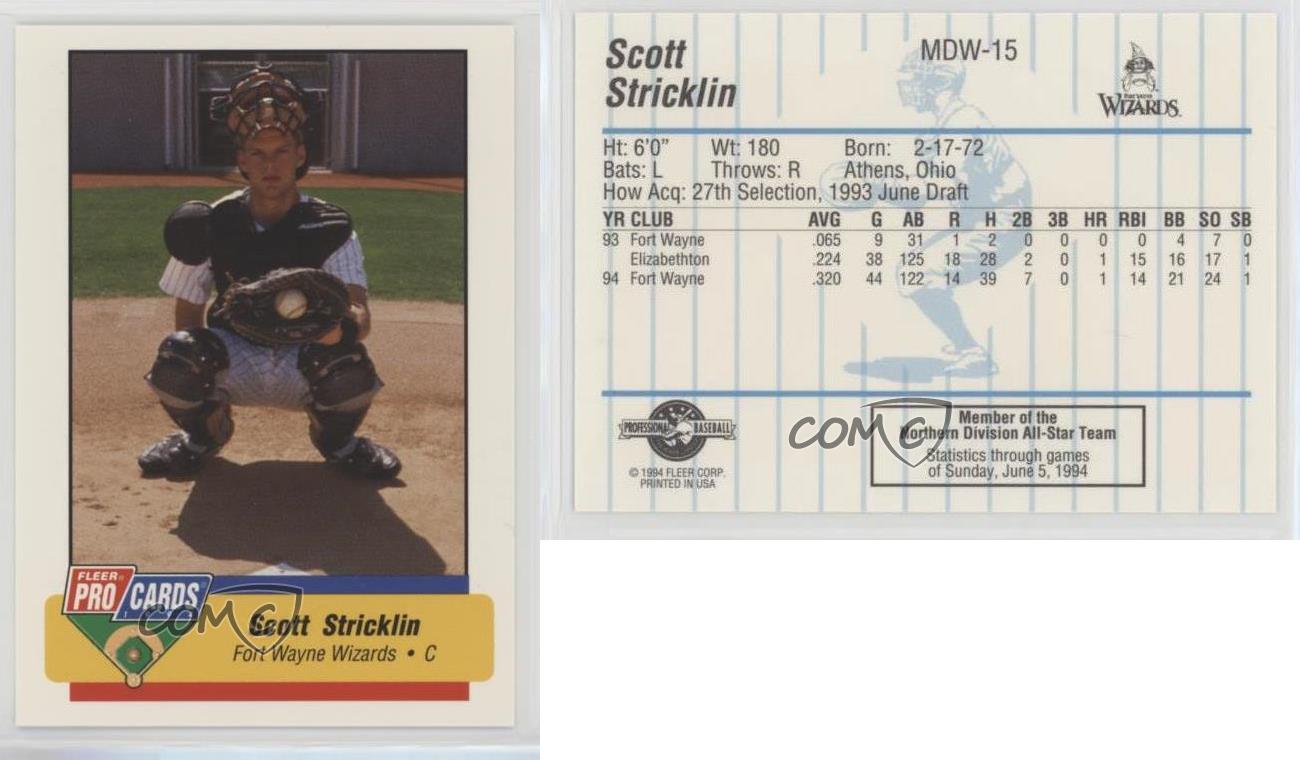 FLEER
PRO CARDS
COMC
Scott Stricklin
Fort Wayne Wizards • C
Scott
Stricklin
MDW-15
WIZARDS
Ht: 6'0" Wt: 180 Born: 2-17-72
Bats: L Throws: R Athens, Ohio
How Acq: 27th Selection, 1993 June Draft
YR CLUB AVG G AB R H 2B 3B HR RBI BB SO SB
93 Fort Wayne .065 9 31 1 2 0 0 0 0 4 7 0
Elizabethton .224 38 125 18 28 2 0 1 15 16 17 1
94 Fort Wayne .320 44 122 14 39 7 0 1 14 21 24 1
PROFESSIONAL BASEBALL
© 1994 FLEER CORP.
PRINTED IN USA
COMC
Member of the
Northern Division All-Star Team
Statistics through games
of Sunday, June 5, 1994